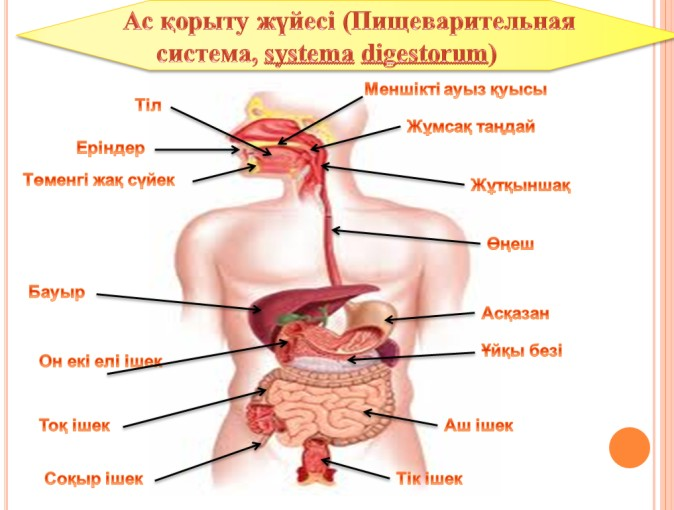 Ас қорыту жүйесі (Пищеварительная
система, systema digestorum)
Меншікті ауыз қуысы
Тіл
Жұмсақ таңдай
Еріндер
Төменгі жақ сүйек
Жұтқыншақ
Өңеш
Бауыр
Асқазан
Ұйқы безі
Он екі елі ішек
Тоқ ішек
Аш ішек
Соқыр ішек
Тік ішек